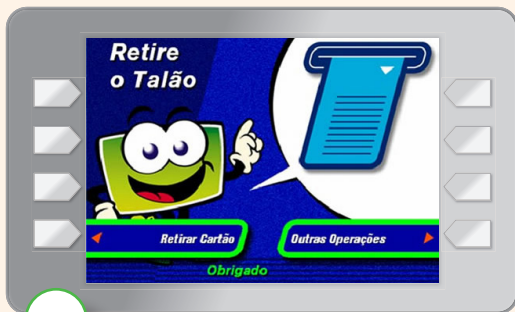 Retire
o Talão
Retirar Cartão
Outras Operações
Obrigado